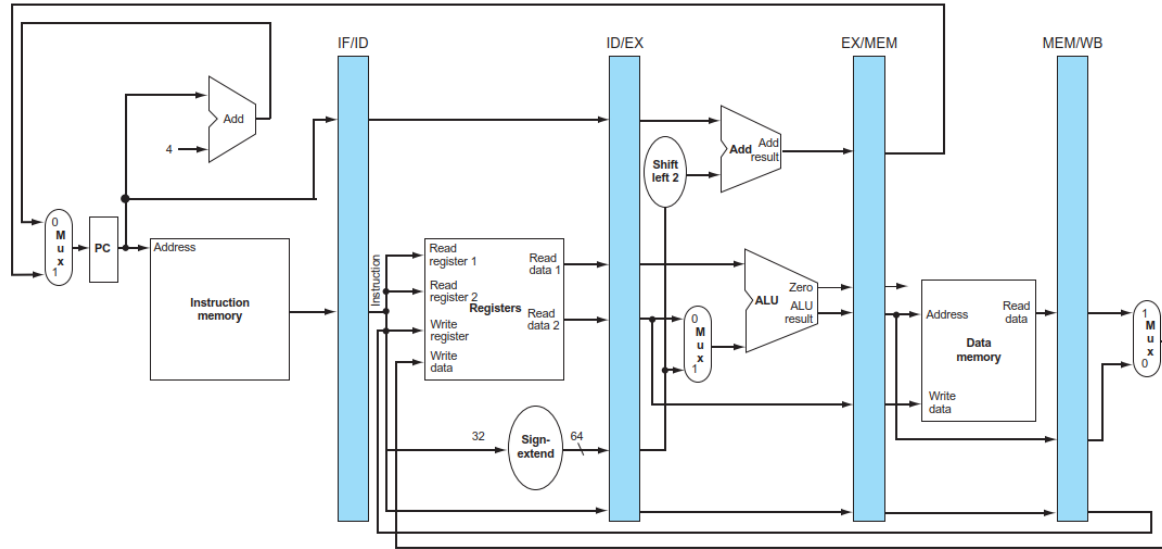 IF/ID
ID/EX
EX/MEM
MEM/WB
Add
4
Shift
left 2
Add
Add
result
0
M
u
x
1
PC
Address
Instruction
memory
Instruction
Read
register 1
Read
register 2
Write
register
Write
data
Registers
Read
data 1
Read
data 2
0
M
u
x
1
ALU
Zero
ALU
result
Address
Write
data
Data
memory
Read
data
1
M
u
x
0
32
Sign-
extend
64